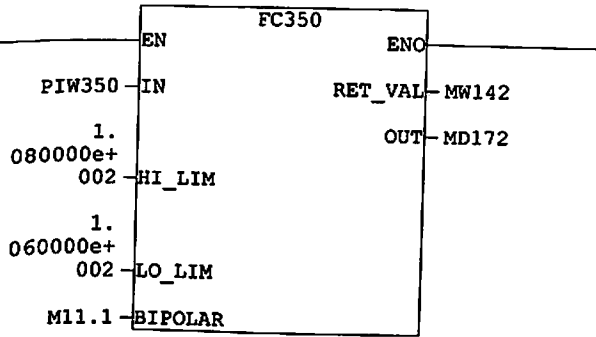 FC350
EN
ENO
PIW350
IN
RET_VAL
MW142
1.
OUT
MD172
080000e+
002
HI_LIM
1.
060000e+
002
LO_LIM
M11.1
BIPOLAR